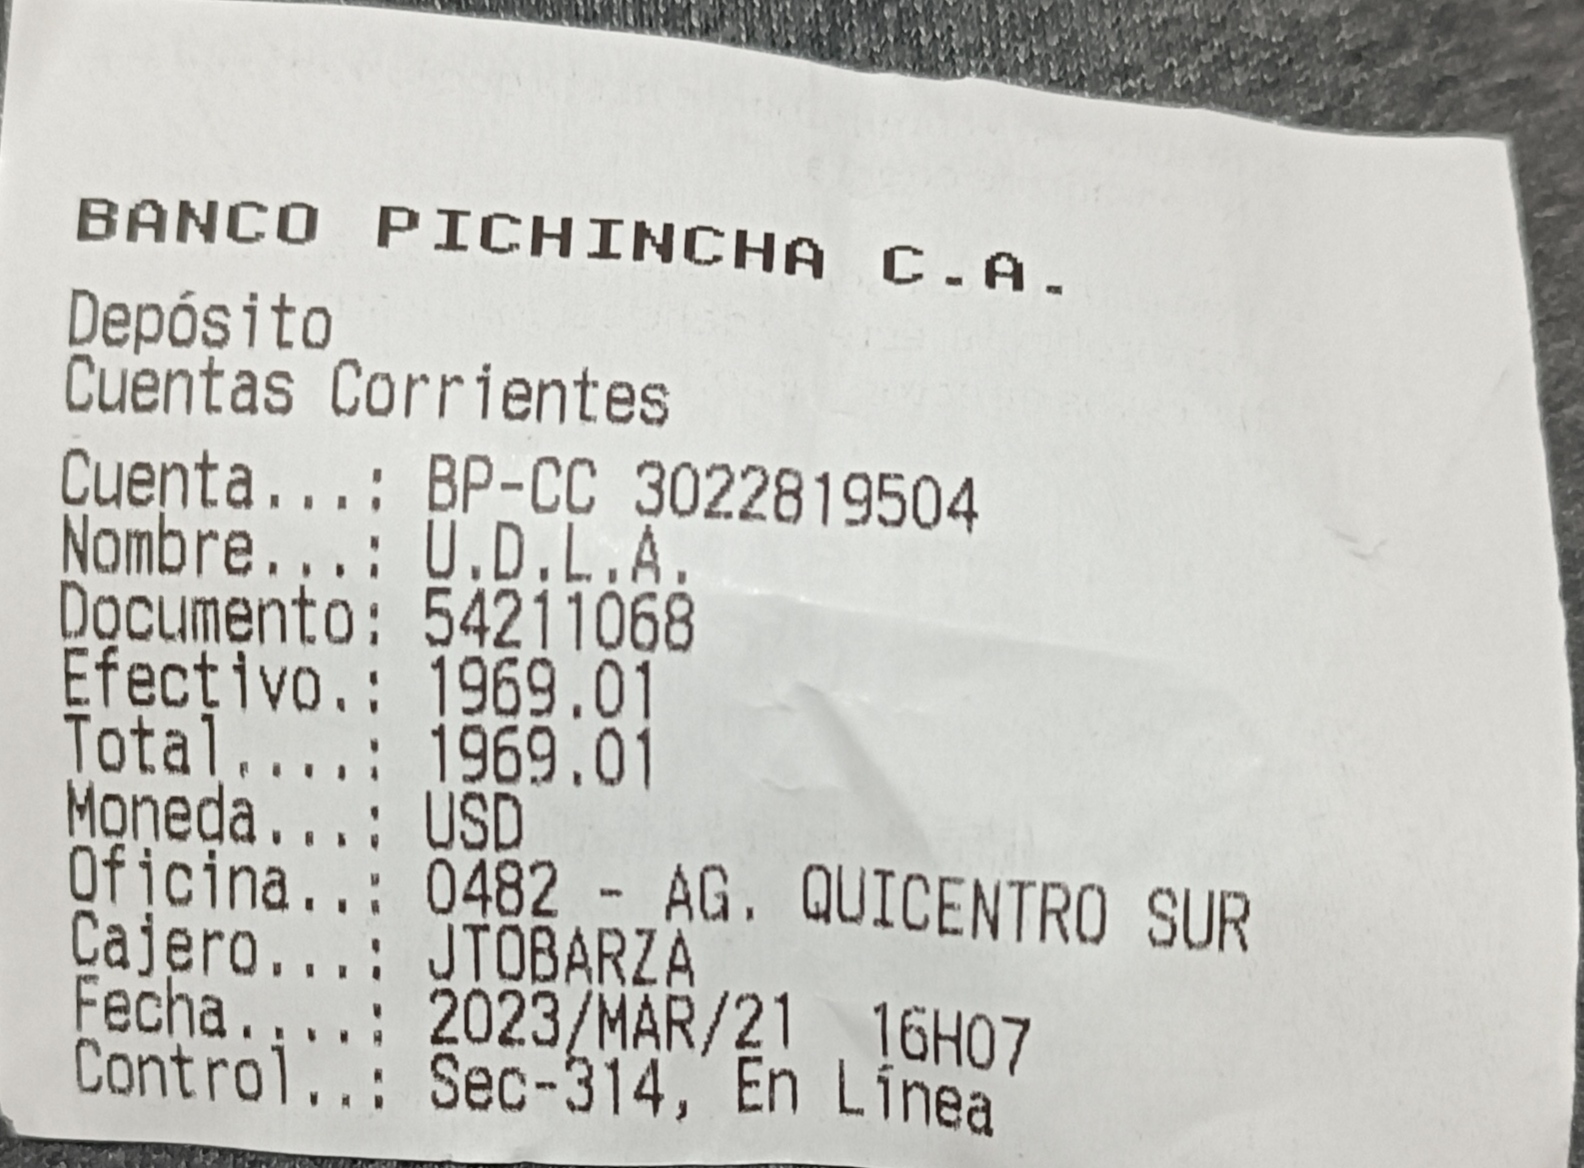 BANCO PICHINCHA C.A.
Depósito
Cuentas Corrientes
Cuenta...: BP-CC 3022819504
Nombre...: U.D.L.A.
Documento: 54211068
Efectivo.: 1969.01
Total....: 1969.01
Moneda...: USD
Oficina..: 0482 - AG. QUICENTRO SUR
Cajero...: JTOBARZA
Fecha....: 2023/MAR/21 16H07
Control..: Sec-314, En Línea